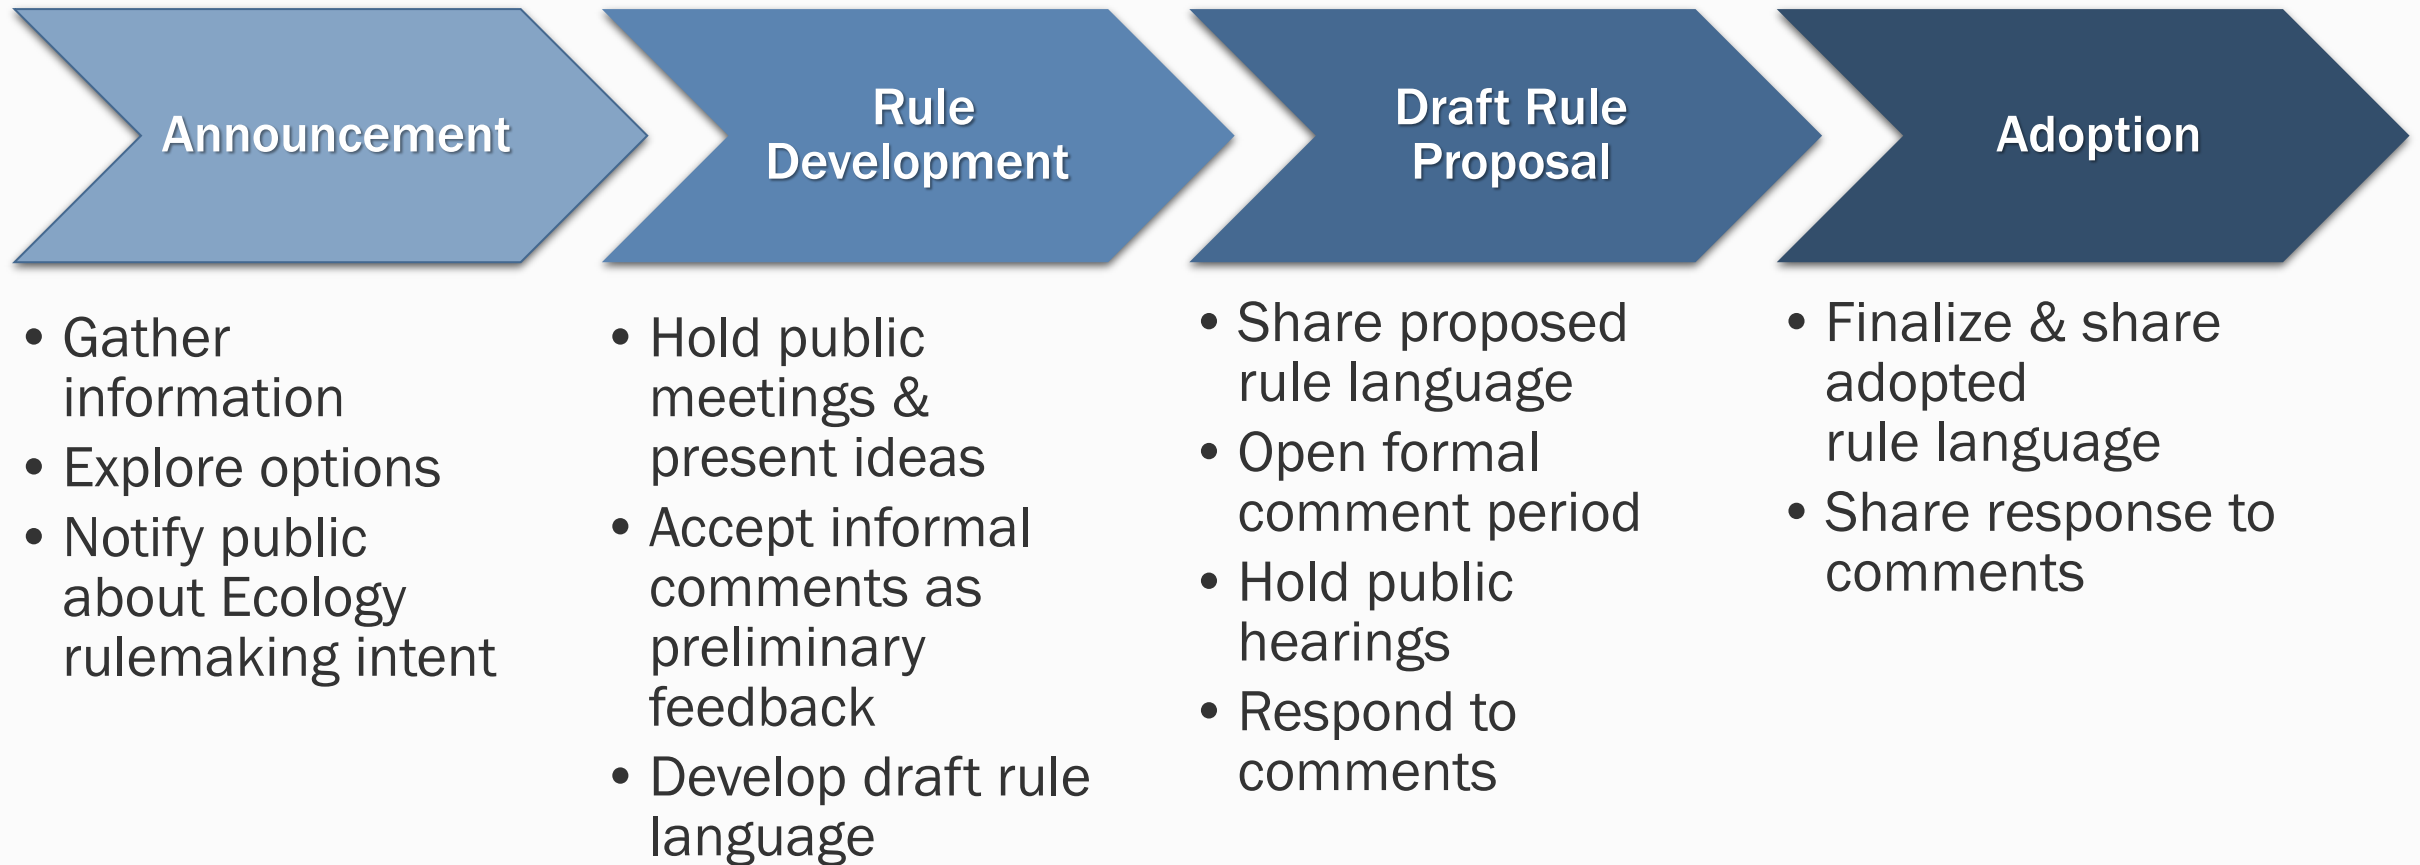 Announcement
Rule
Development
Draft Rule
Proposal
Adoption
• Gather
information
• Explore options
• Notify public
about Ecology
rulemaking intent
• Hold public
meetings &
present ideas
• Accept informal
comments as
preliminary
feedback
• Develop draft rule
language
• Share proposed
rule language
• Open formal
comment period
• Hold public
hearings
• Respond to
comments
• Finalize & share
adopted
rule language
• Share response to
comments